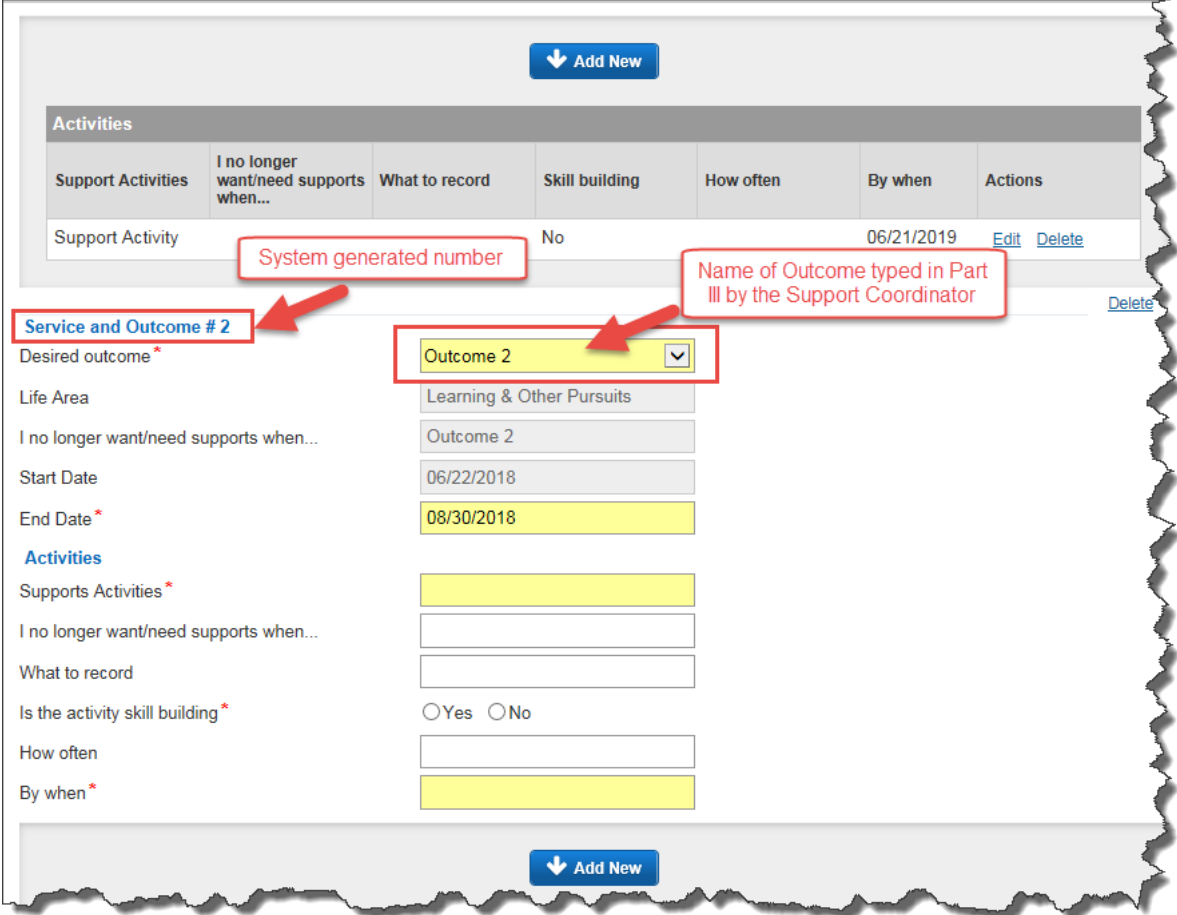 Add New
Activities
Support Activities
I no longer
want/need supports
when...
What to record
Skill building
How often
By when
Actions
Support Activity
No
06/21/2019
Edit
Delete
System generated number
Name of Outcome typed in Part
III by the Support Coordinator
Delete
Service and Outcome # 2
Desired outcome*
Outcome 2
Life Area
Learning & Other Pursuits
I no longer want/need supports when...
Outcome 2
Start Date
06/22/2018
End Date*
08/30/2018
Activities
Supports Activities*
I no longer want/need supports when...
What to record
Is the activity skill building*
Yes
No
How often
By when*
Add New